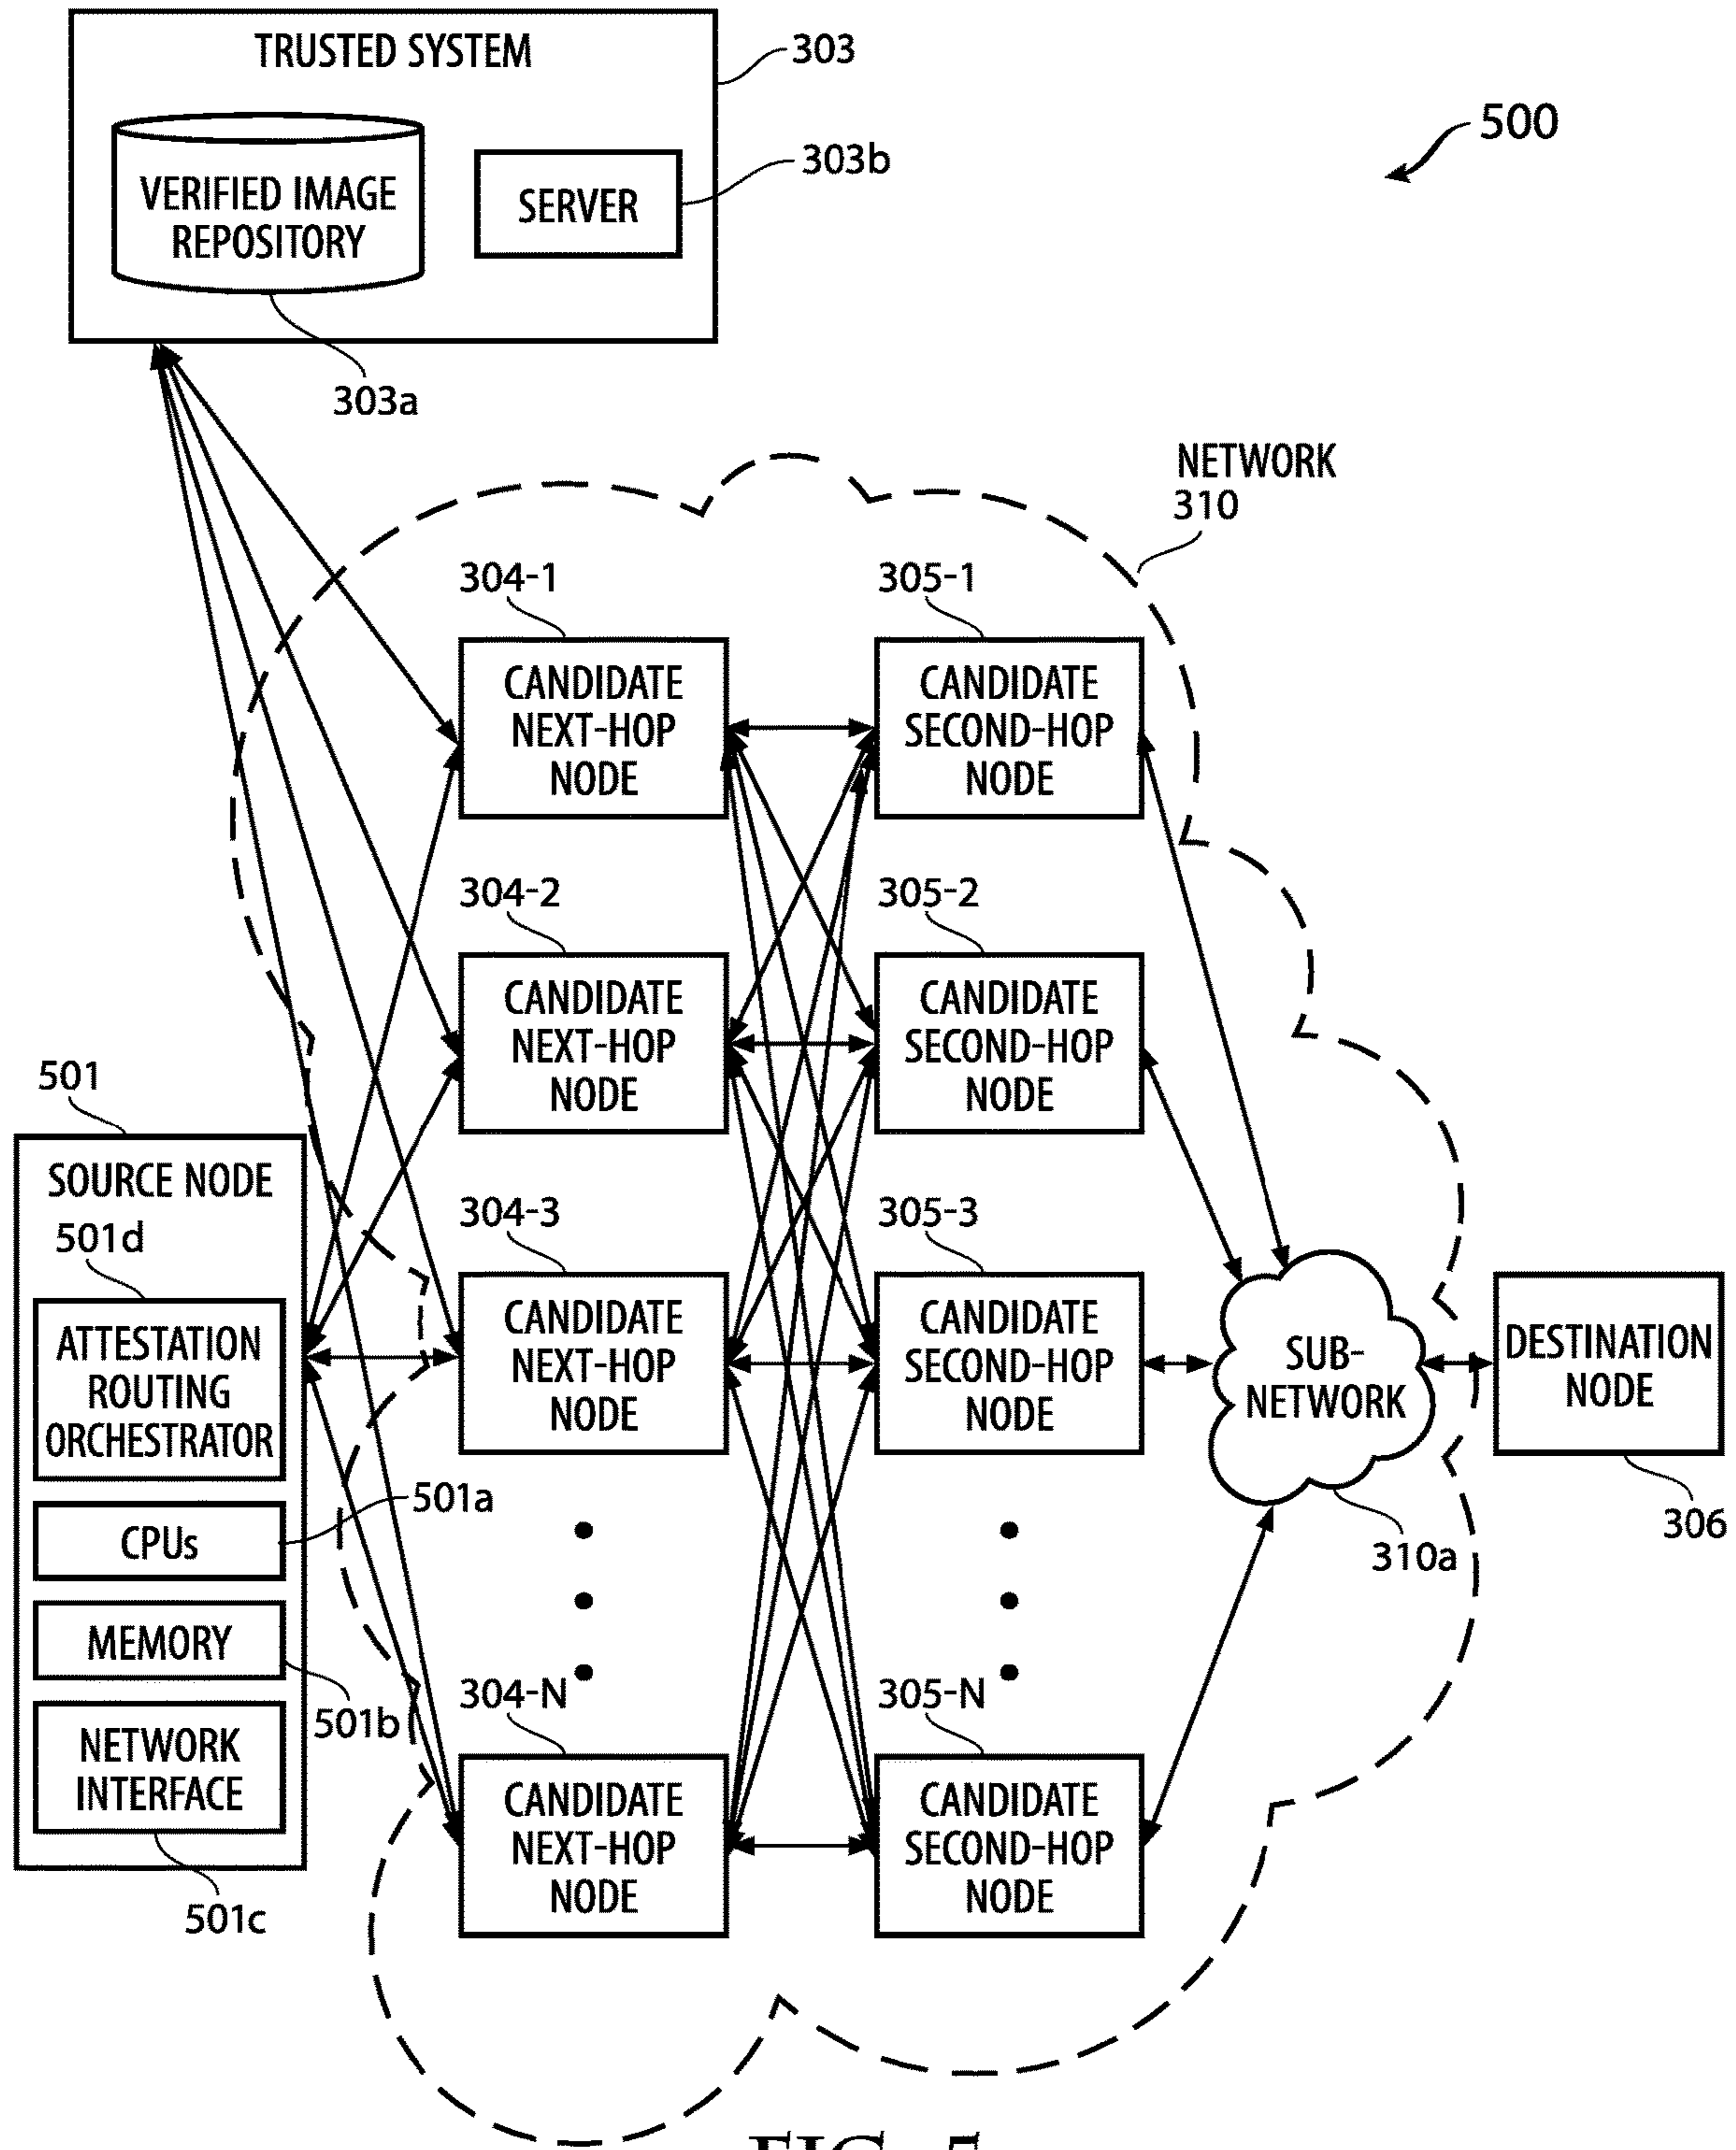 TRUSTED SYSTEM
303
VERIFIED IMAGE
REPOSITORY
303a
SERVER
303b
500
NETWORK
310
304-1
CANDIDATE
NEXT-HOP
NODE
305-1
CANDIDATE
SECOND-HOP
NODE
304-2
CANDIDATE
NEXT-HOP
NODE
305-2
CANDIDATE
SECOND-HOP
NODE
501
SOURCE NODE
501d
ATTESTATION
ROUTING
ORCHESTRATOR
CPUs
501a
MEMORY
501b
NETWORK
INTERFACE
501c
304-3
CANDIDATE
NEXT-HOP
NODE
305-3
CANDIDATE
SECOND-HOP
NODE
SUB-
NETWORK
310a
DESTINATION
NODE
306
304-N
CANDIDATE
NEXT-HOP
NODE
305-N
CANDIDATE
SECOND-HOP
NODE
FIG. 5